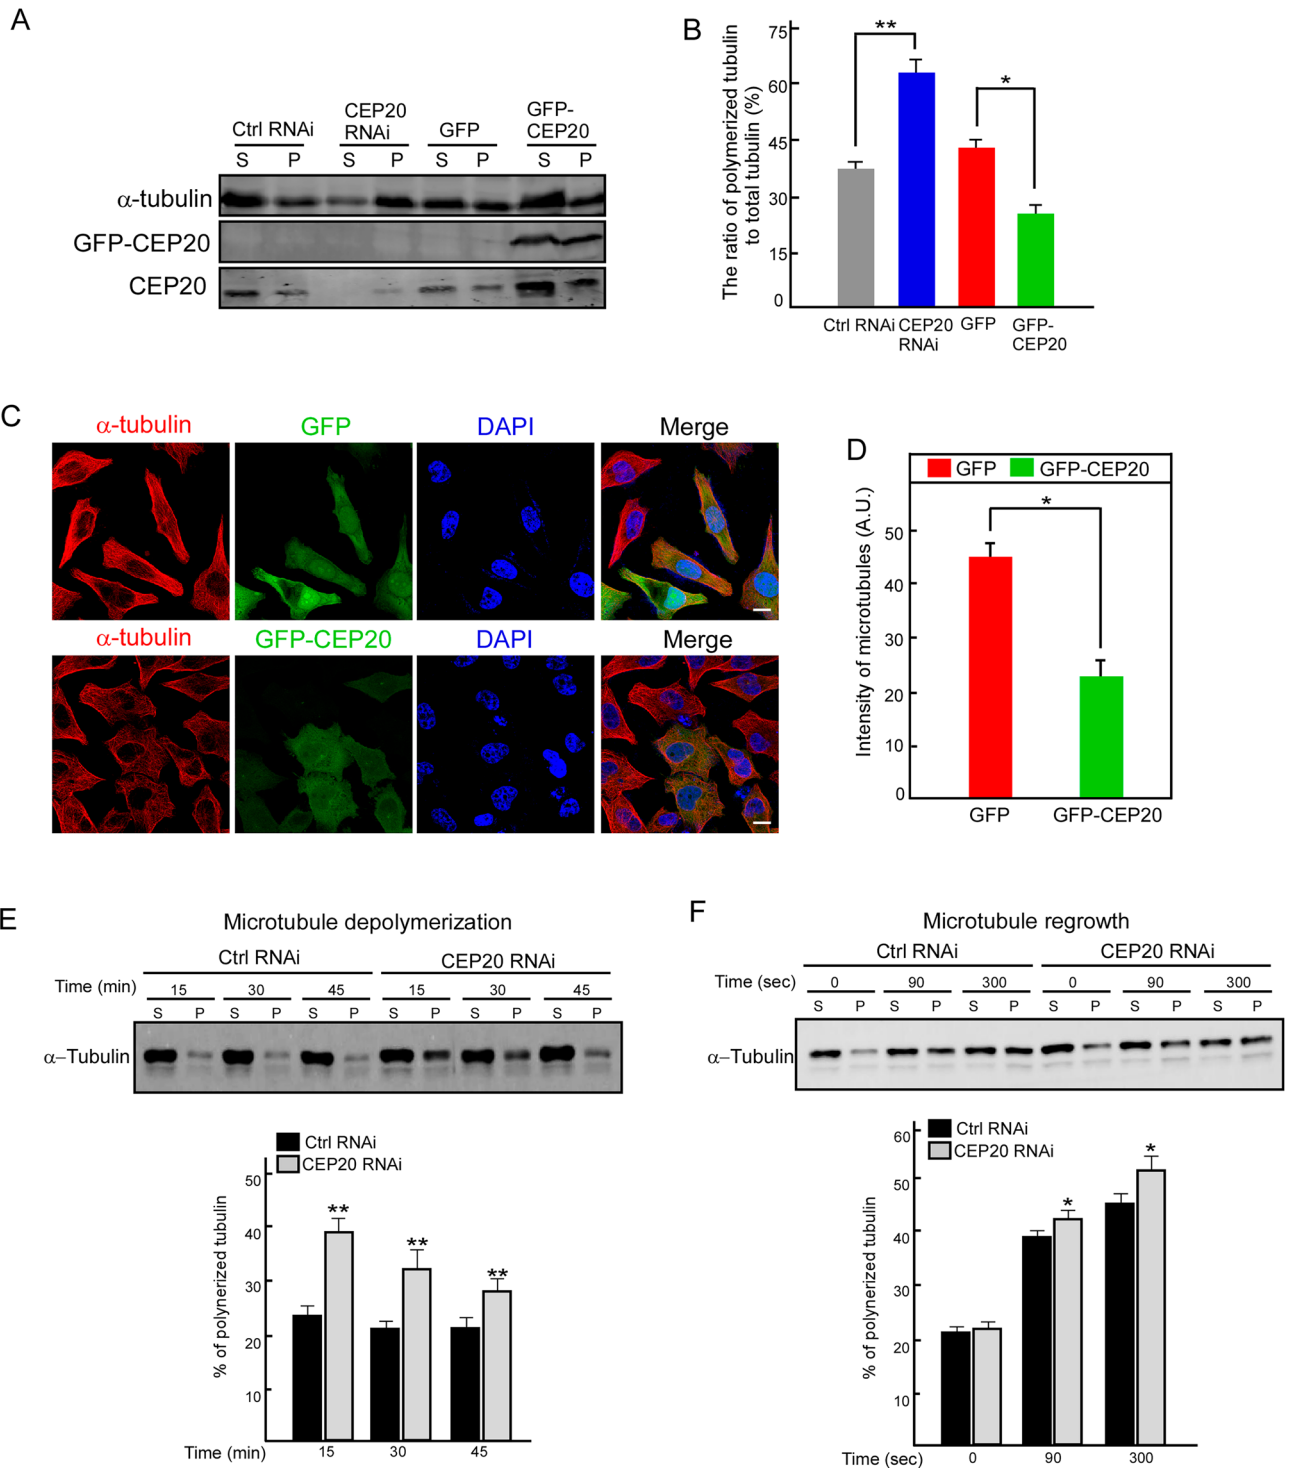 A
Ctrl RNAi
CEP20
RNAi
GFP
GFP-
CEP20
S P S P S P S P
α-tubulin
GFP-CEP20
CEP20
B
The ratio of polymerized tubulin
to total tubulin (%)
75
60
45
30
15
0
**
*
Ctrl RNAi
CEP20
RNAi
GFP
GFP-
CEP20
C
α-tubulin GFP DAPI Merge
α-tubulin GFP-CEP20 DAPI Merge
D
GFP GFP-CEP20
Intensity of microtubules (A.U.)
50
40
30
20
10
0
*
GFP GFP-CEP20
E
Microtubule depolymerization
Ctrl RNAi CEP20 RNAi
Time (min) 15 30 45 15 30 45
S P S P S P S P S P S P
α–Tubulin
Ctrl RNAi
CEP20 RNAi
% of polynerized tubulin
50
40
30
20
10
** ** **
Time (min) 15 30 45
F
Microtubule regrowth
Ctrl RNAi CEP20 RNAi
Time (sec) 0 90 300 0 90 300
S P S P S P S P S P S P
α–Tubulin
Ctrl RNAi
CEP20 RNAi
% of polynerized tubulin
60
50
40
30
20
10
* *
Time (sec) 0 90 300